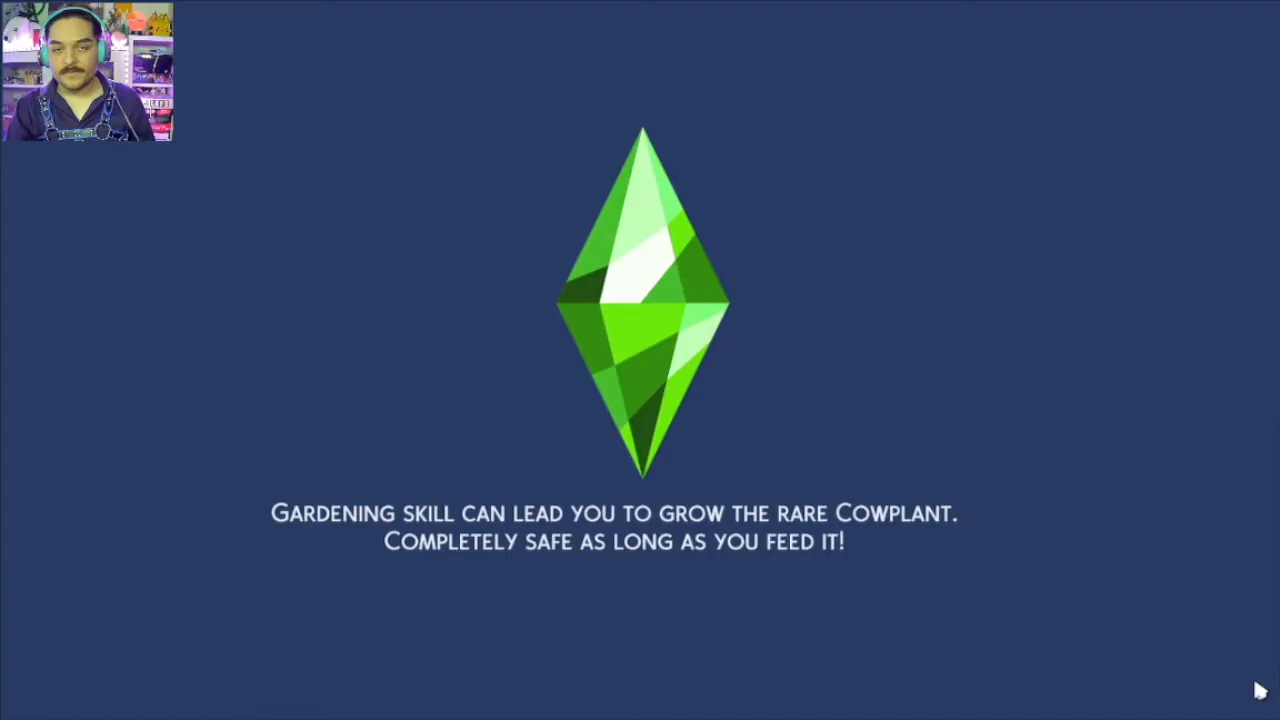 Gardening skill can lead you to grow the rare Cowplant.
Completely safe as long as you feed it!